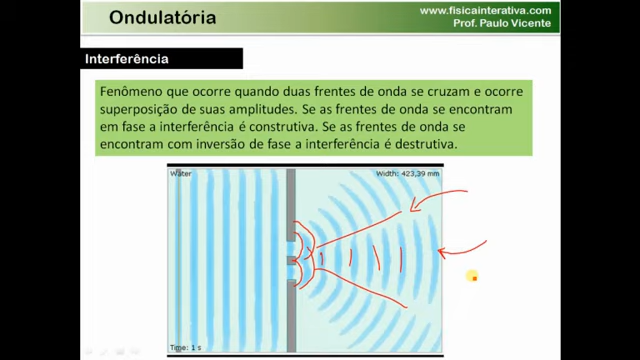 Ondulatória
www.fisicainterativa.com
Prof. Paulo Vicente
Interferência
Fenômeno que ocorre quando duas frentes de onda se cruzam e ocorre
superposição de suas amplitudes. Se as frentes de onda se encontram
em fase a interferência é construtiva. Se as frentes de onda se
encontram com inversão de fase a interferência é destrutiva.
Water
Width: 423,39 mm
Time: 1 s